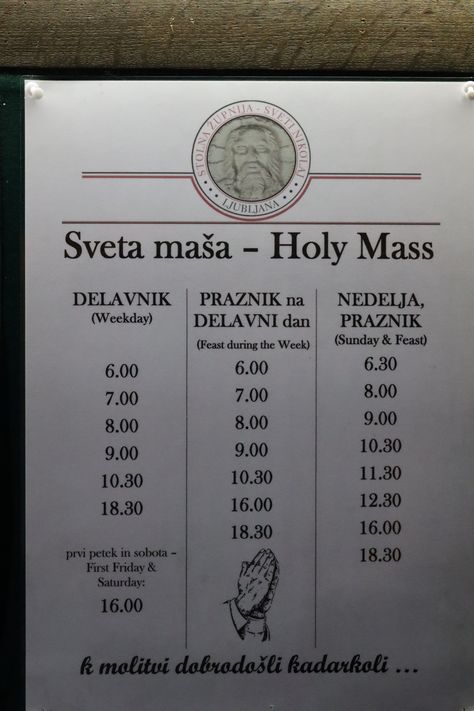 STOLNA ŽUPNIJA - SVETI NIKOLAJ
LJUBLJANA
Sveta maša – Holy Mass
DELAVNIK
(Weekday)
6.00
7.00
8.00
9.00
10.30
18.30
prvi petek in sobota –
First Friday &
Saturday:
16.00
PRAZNIK na
DELAVNI dan
(Feast during the Week)
6.00
7.00
8.00
9.00
10.30
16.00
18.30
NEDELJA,
PRAZNIK
(Sunday & Feast)
6.30
8.00
9.00
10.30
11.30
12.30
16.00
18.30
k molitvi dobrodošli kadarkoli ...